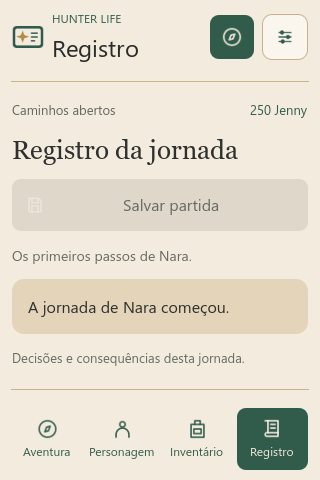 HUNTER LIFE
Registro
Caminhos abertos
250 Jenny
Registro da jornada
Salvar partida
Os primeiros passos de Nara.
A jornada de Nara começou.
Decisões e consequências desta jornada.
Aventura
Personagem
Inventário
Registro